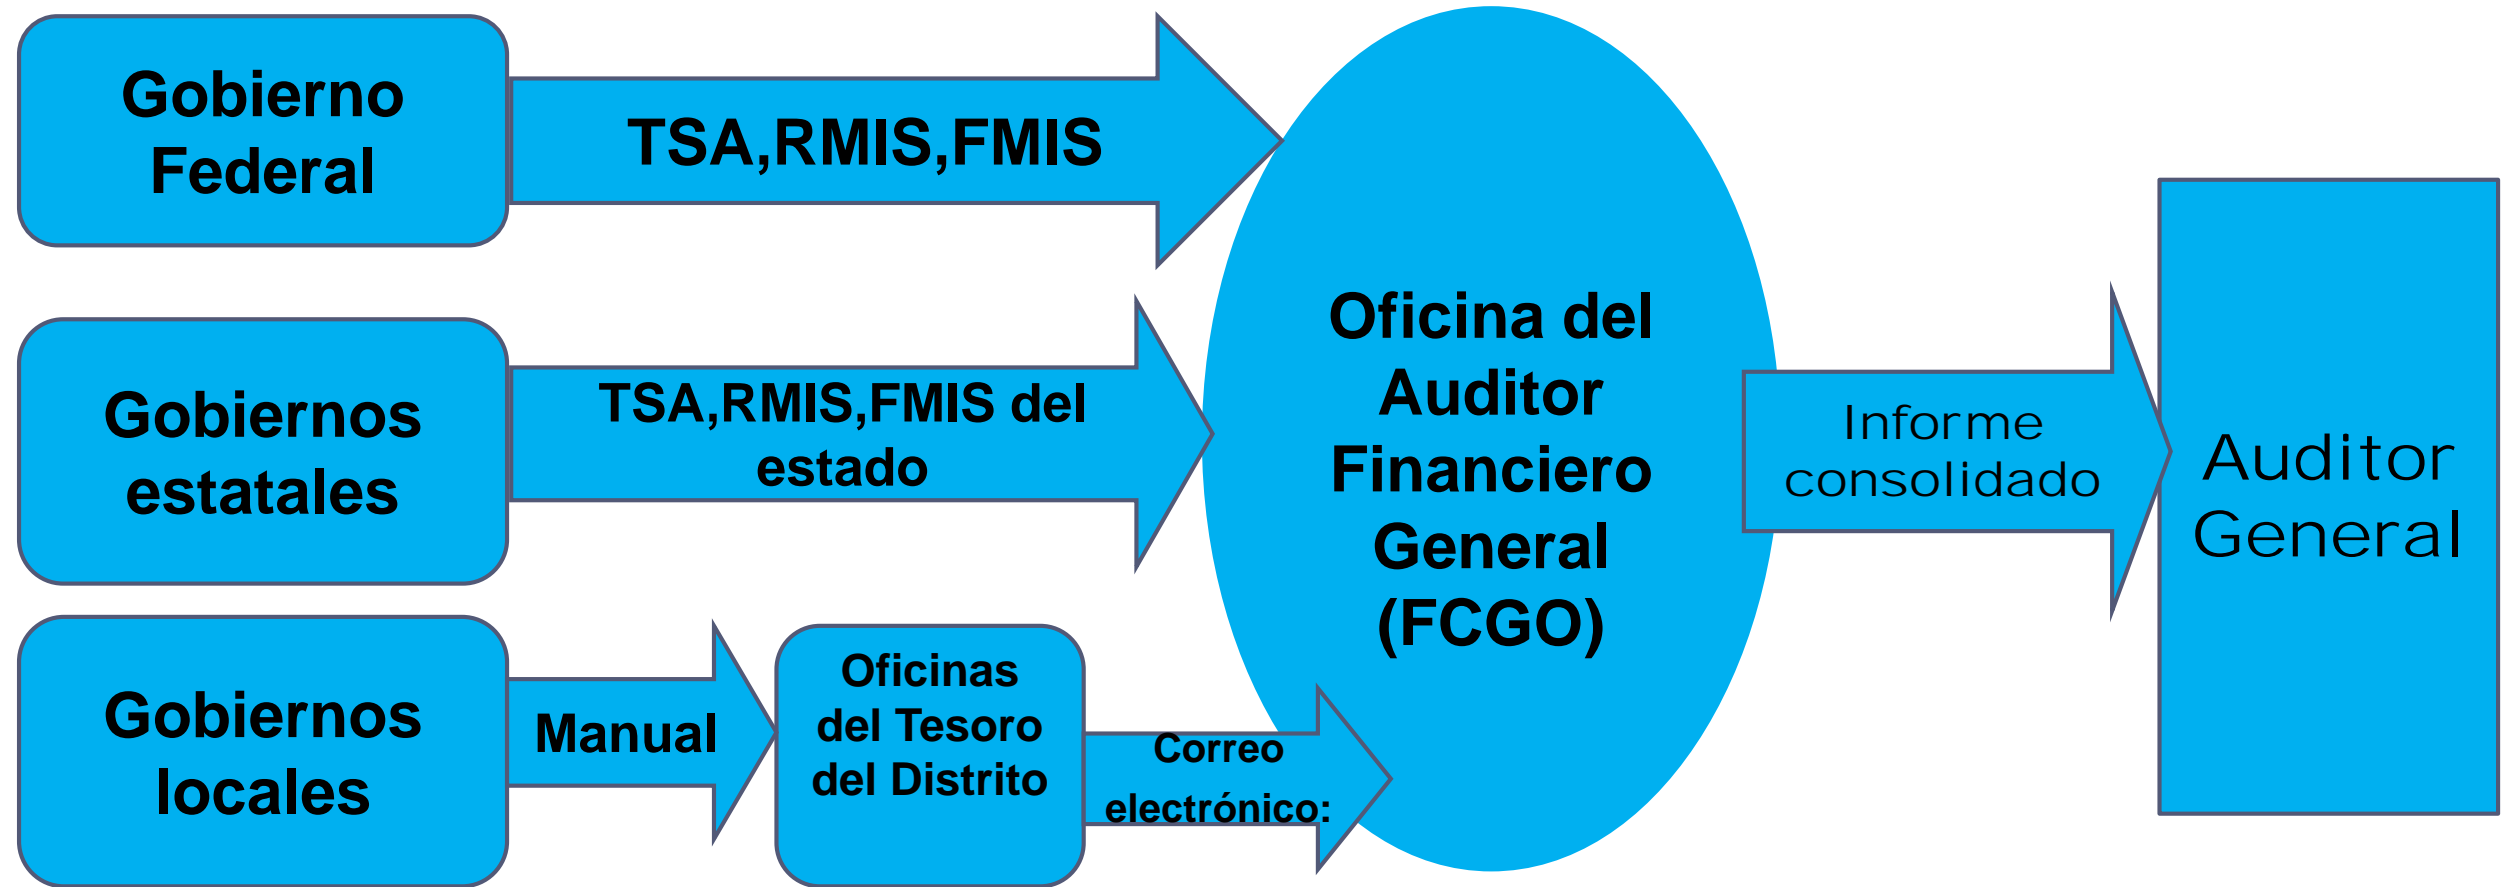 Gobierno
Federal
TSA,RMIS,FMIS
Gobiernos
estatales
TSA,RMIS,FMIS del
estado
Gobiernos
locales
Manual
Oficinas
del Tesoro
del Distrito
Correo
electrónico:
Oficina del
Auditor
Financiero
General
(FCGO)
Informe
consolidado
Auditor
General